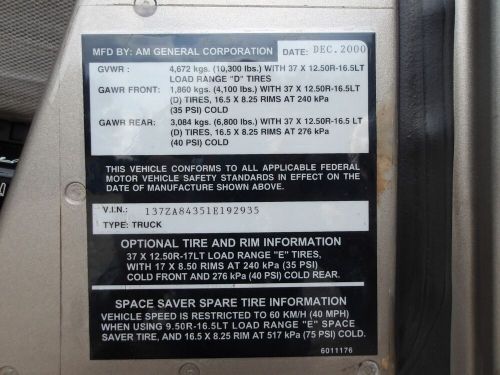 MFD BY: AM GENERAL CORPORATION DATE: DEC.2000
GVWR : 4,672 kgs. (10,300 lbs.) WITH 37 X 12.50R-16.5LT
LOAD RANGE "D" TIRES
GAWR FRONT: 1,860 kgs. (4,100 lbs.) WITH 37 X 12.50R-16.5LT
(D) TIRES, 16.5 X 8.25 RIMS AT 240 kPa
(35 PSI) COLD
GAWR REAR: 3,084 kgs. (6,800 lbs.) WITH 37 X 12.50R-16.5 LT
(D) TIRES, 16.5 X 8.25 RIMS AT 276 kPa
(40 PSI) COLD
THIS VEHICLE CONFORMS TO ALL APPLICABLE FEDERAL
MOTOR VEHICLE SAFETY STANDARDS IN EFFECT ON THE
DATE OF MANUFACTURE SHOWN ABOVE.
V.I.N.: 137ZA84351E192935
TYPE: TRUCK
OPTIONAL TIRE AND RIM INFORMATION
37 X 12.50R-17LT LOAD RANGE "E" TIRES,
WITH 17 X 8.50 RIMS AT 240 kPa (35 PSI)
COLD FRONT AND 276 kPa (40 PSI) COLD REAR.
SPACE SAVER SPARE TIRE INFORMATION
VEHICLE SPEED IS RESTRICTED TO 60 KM/H (40 MPH)
WHEN USING 9.50R-16.5LT LOAD RANGE "E" SPACE
SAVER TIRE, AND 16.5 X 8.25 RIM AT 517 kPa (75 PSI) COLD.
6011176